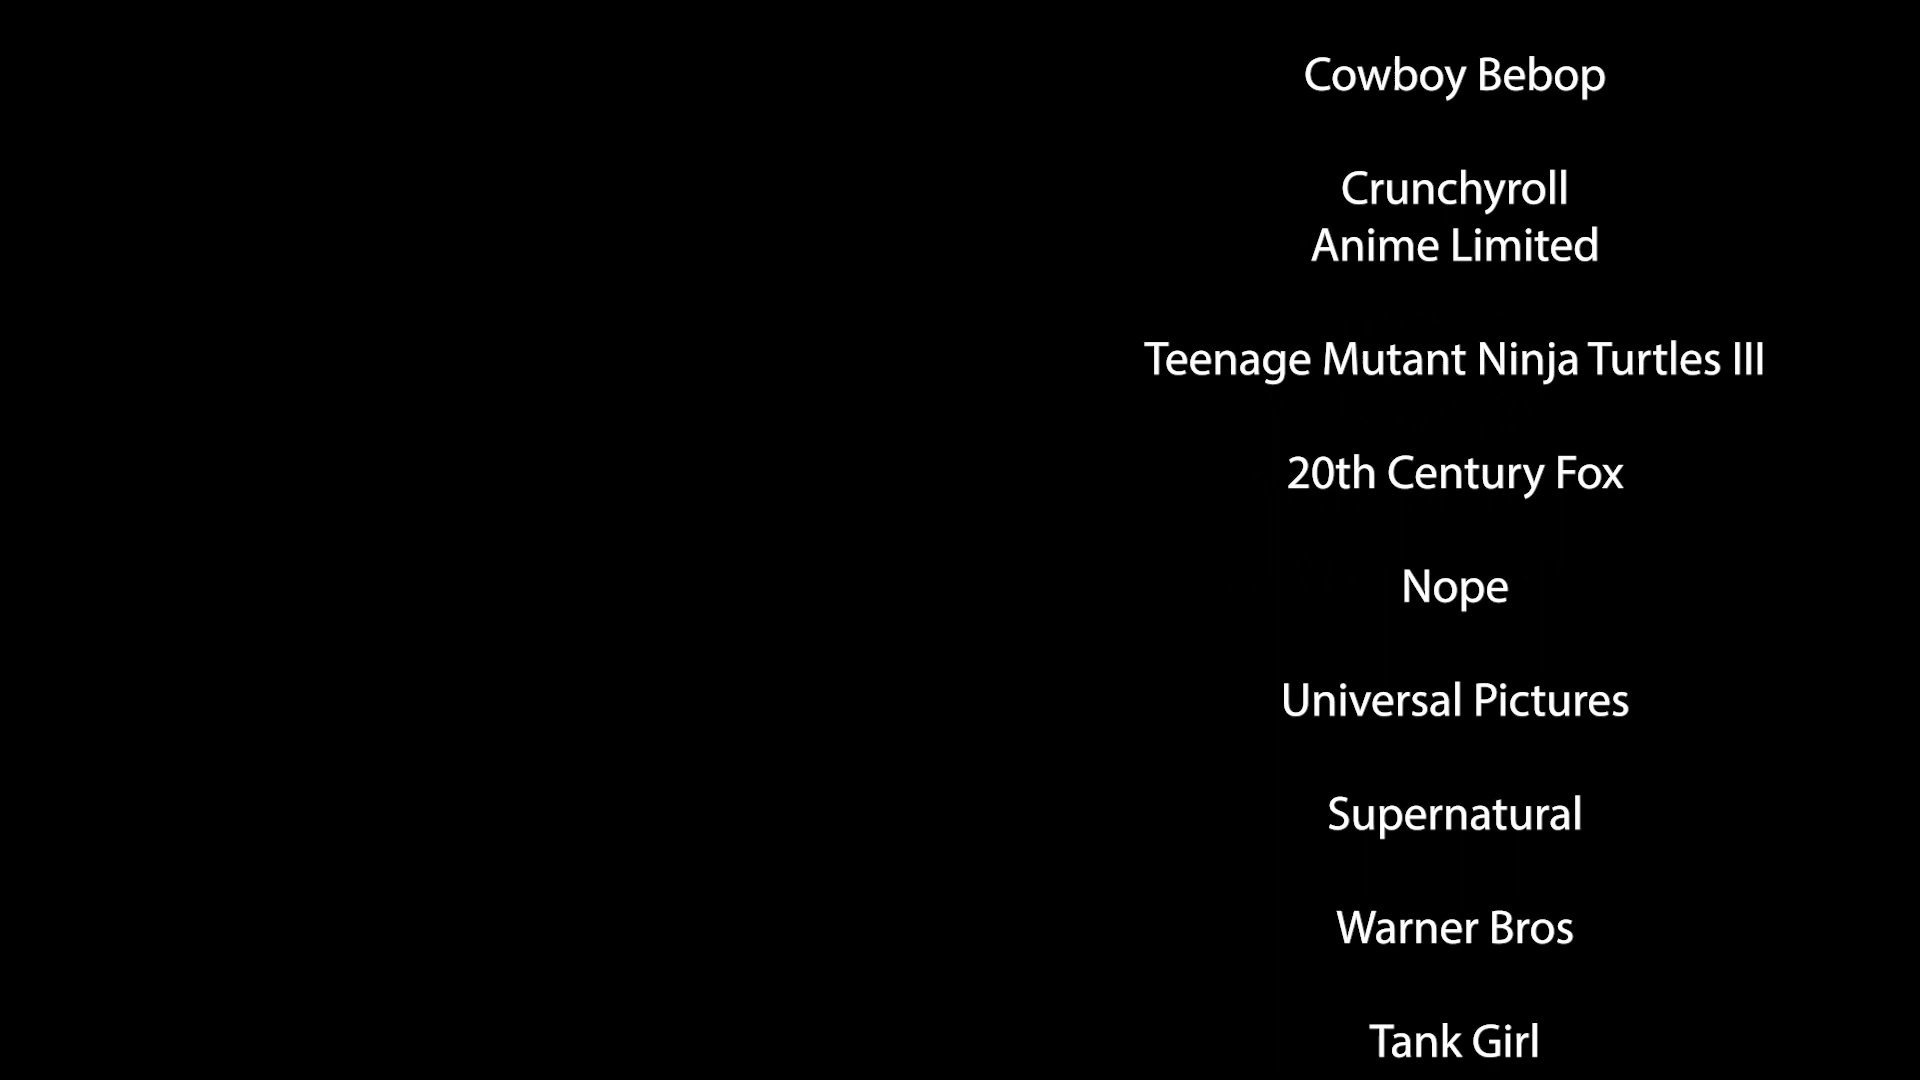 Cowboy Bebop
Crunchyroll
Anime Limited
Teenage Mutant Ninja Turtles III
20th Century Fox
Nope
Universal Pictures
Supernatural
Warner Bros
Tank Girl